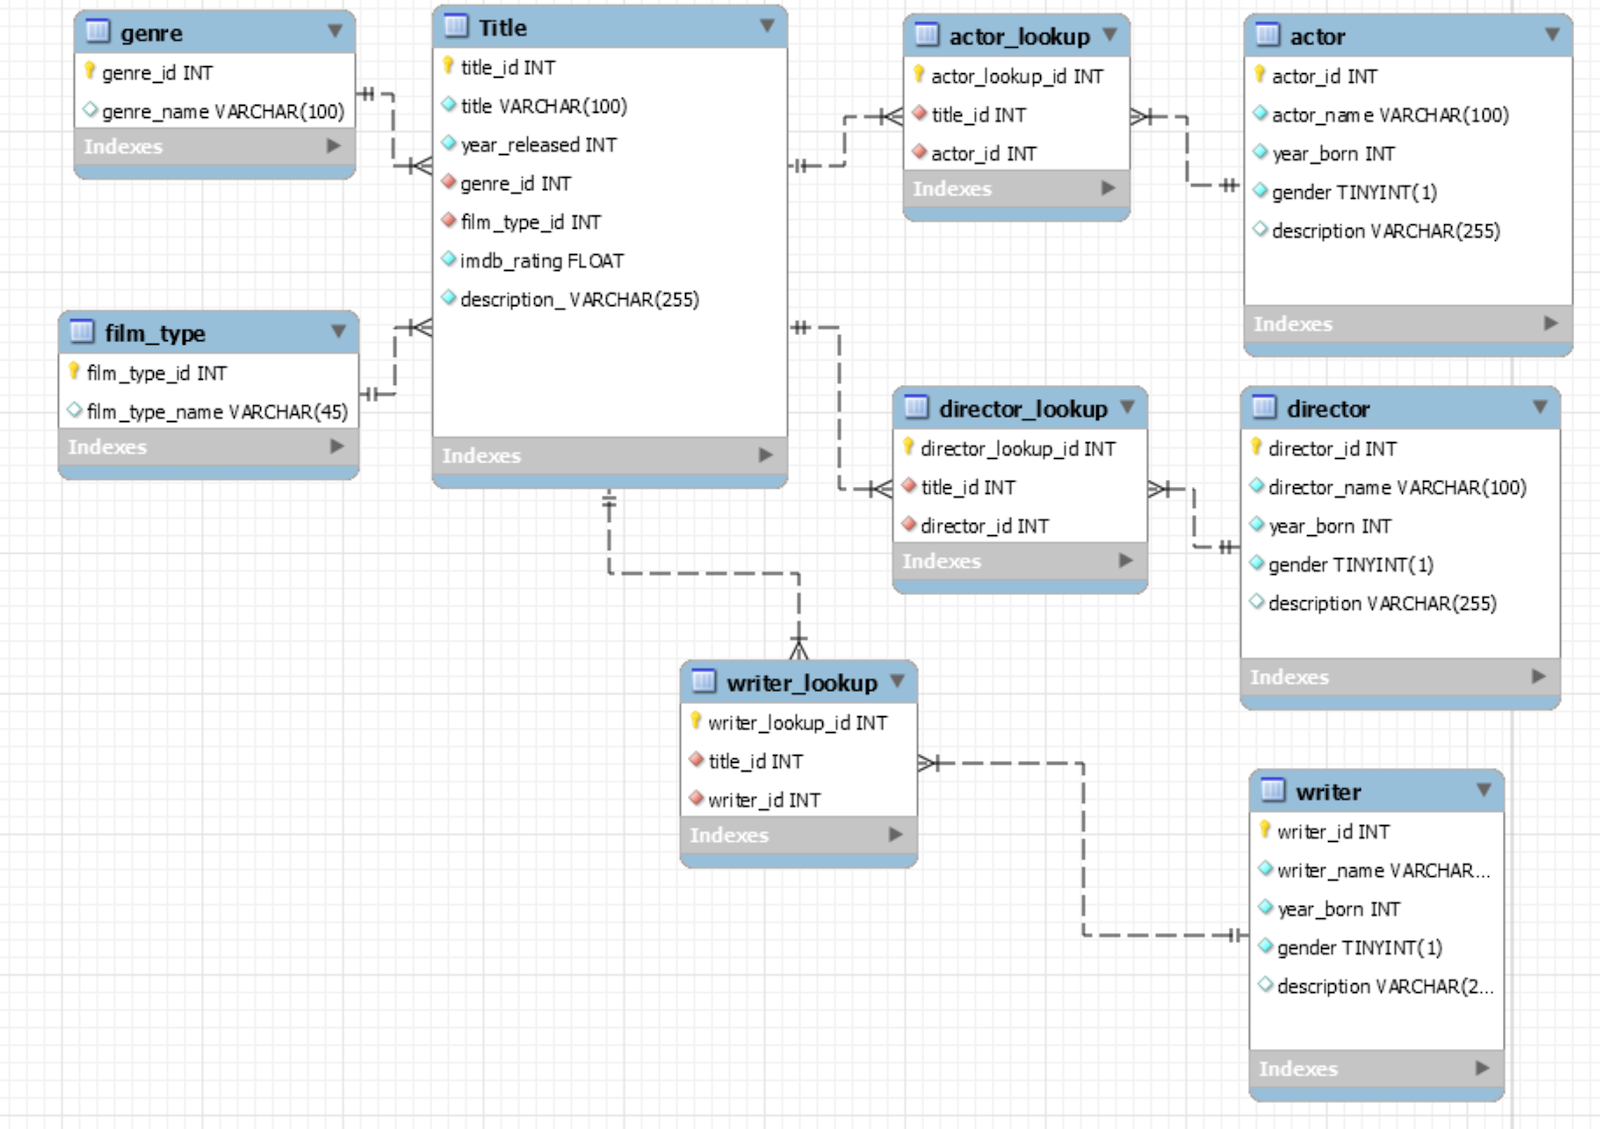 genre
genre_id INT
genre_name VARCHAR(100)
Indexes
Title
title_id INT
title VARCHAR(100)
year_released INT
genre_id INT
film_type_id INT
imdb_rating FLOAT
description_ VARCHAR(255)
Indexes
actor_lookup
actor_lookup_id INT
title_id INT
actor_id INT
Indexes
actor
actor_id INT
actor_name VARCHAR(100)
year_born INT
gender TINYINT(1)
description VARCHAR(255)
Indexes
film_type
film_type_id INT
film_type_name VARCHAR(45)
Indexes
director_lookup
director_lookup_id INT
title_id INT
director_id INT
Indexes
director
director_id INT
director_name VARCHAR(100)
year_born INT
gender TINYINT(1)
description VARCHAR(255)
Indexes
writer_lookup
writer_lookup_id INT
title_id INT
writer_id INT
Indexes
writer
writer_id INT
writer_name VARCHAR...
year_born INT
gender TINYINT(1)
description VARCHAR(2...
Indexes